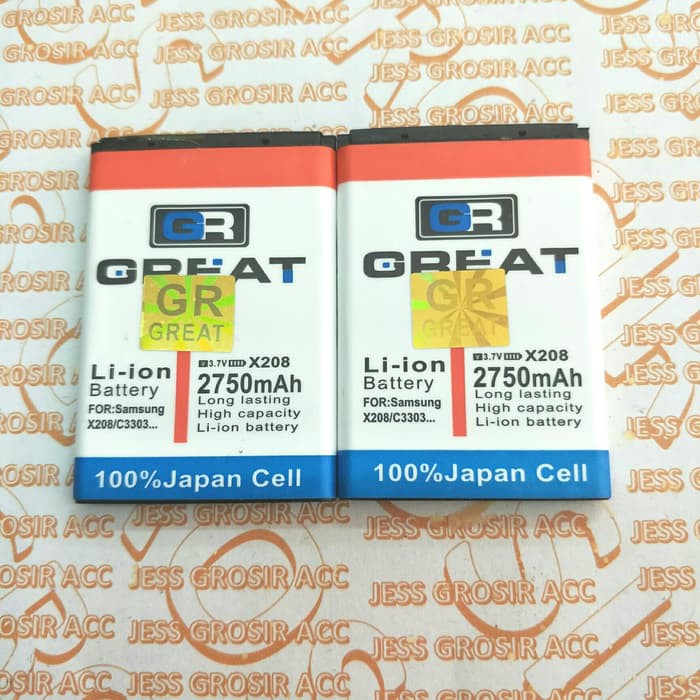 GR
GREAT
GR
GREAT
Li-ion
Battery
FOR:Samsung
X208/C3303...
V 3.7V X208
2750mAh
Long lasting
High capacity
Li-ion battery
100%Japan Cell
GR
GREAT
GR
GREAT
Li-ion
Battery
FOR:Samsung
X208/C3303...
V 3.7V X208
2750mAh
Long lasting
High capacity
Li-ion battery
100%Japan Cell
JESS GROSIR ACC